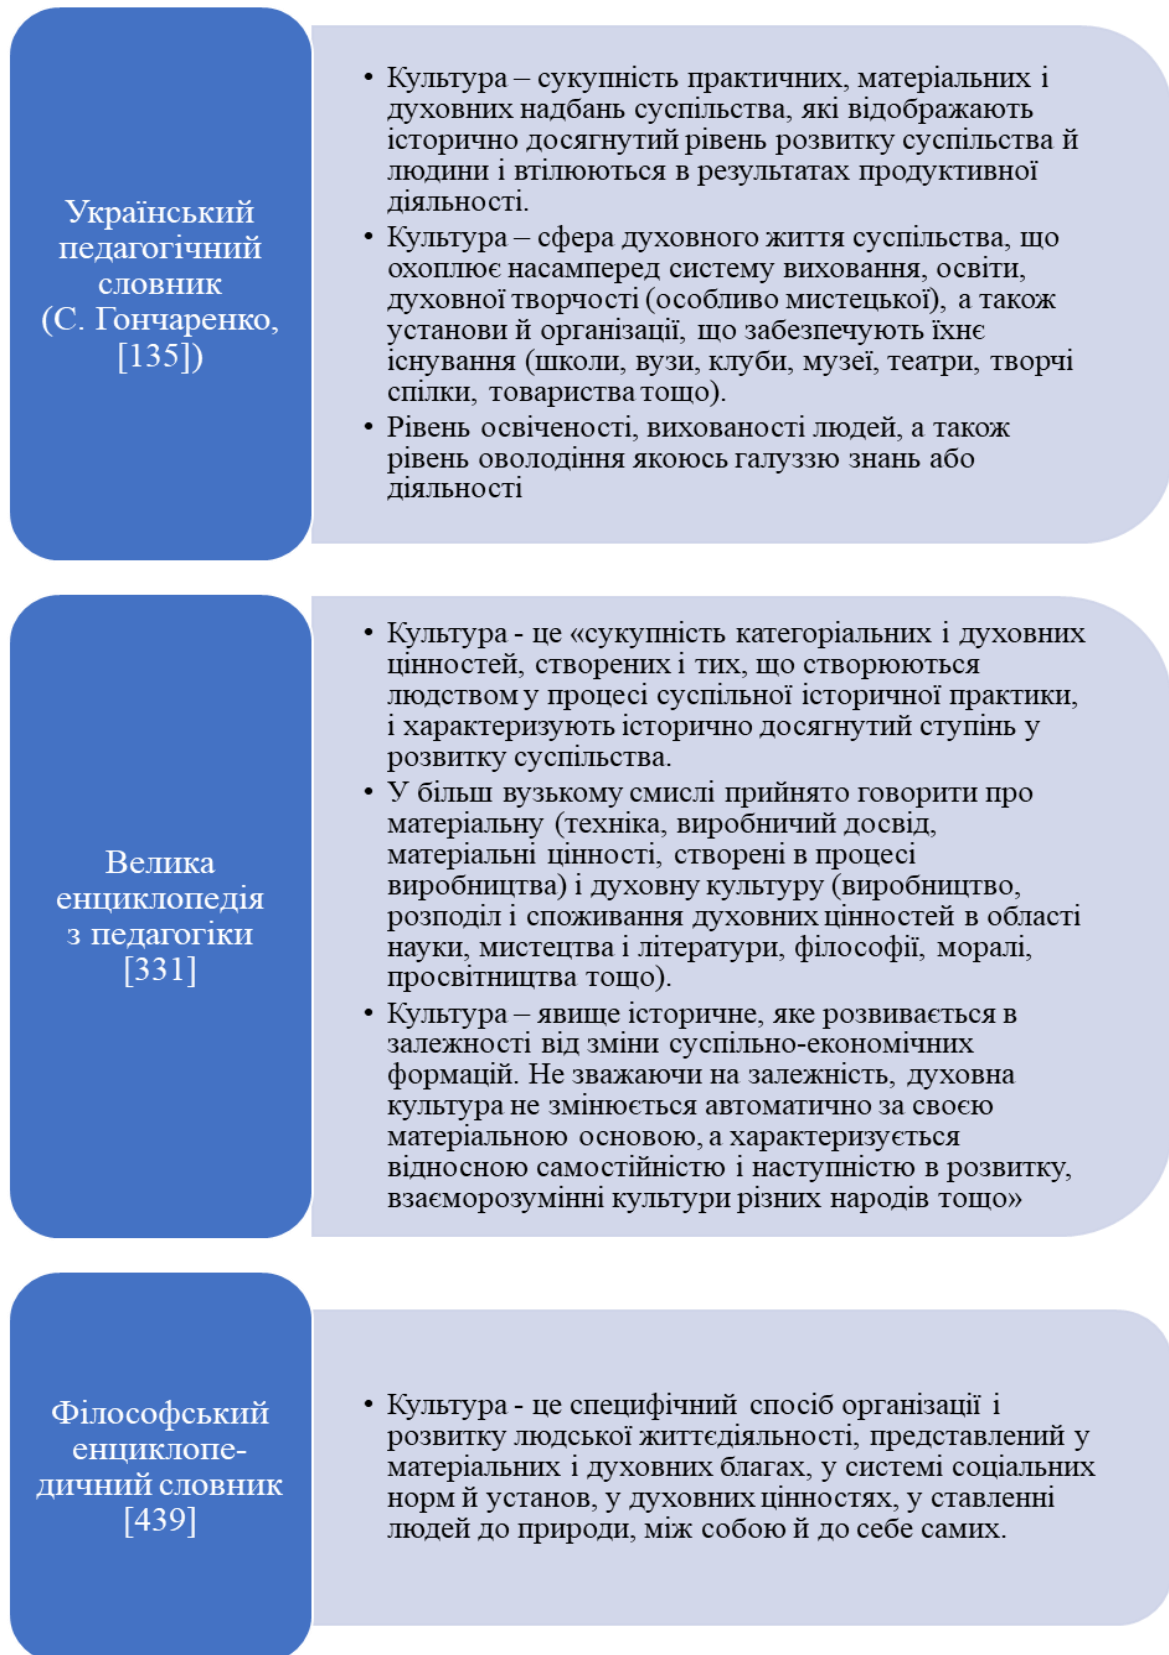 Український
педагогічний
словник
(С. Гончаренко,
[135])
• Культура – сукупність практичних, матеріальних і
духовних надбань суспільства, які відображають
історично досягнутий рівень розвитку суспільства й
людини і втілюються в результатах продуктивної
діяльності.
• Культура – сфера духовного життя суспільства, що
охоплює насамперед систему виховання, освіти,
духовної творчості (особливо мистецької), а також
установи й організації, що забезпечують їхнє
існування (школи, вузи, клуби, музеї, театри, творчі
спілки, товариства тощо).
• Рівень освіченості, вихованості людей, а також
рівень оволодіння якоюсь галуззю знань або
діяльності
Велика
енциклопедія
з педагогіки
[331]
• Культура - це «сукупність категоріальних і духовних
цінностей, створених і тих, що створюються
людством у процесі суспільної історичної практики,
і характеризують історично досягнутий ступінь у
розвитку суспільства.
• У більш вузькому смислі прийнято говорити про
матеріальну (техніка, виробничий досвід,
матеріальні цінності, створені в процесі
виробництва) і духовну культуру (виробництво,
розподіл і споживання духовних цінностей в області
науки, мистецтва і літератури, філософії, моралі,
просвітництва тощо).
• Культура – явище історичне, яке розвивається в
залежності від зміни суспільно-економічних
формацій. Не зважаючи на залежність, духовна
культура не змінюється автоматично за своєю
матеріальною основою, а характеризується
відносною самостійністю і наступністю в розвитку,
взаєморозумінні культури різних народів тощо»
Філософський
енциклопе-
дичний словник
[439]
• Культура - це специфічний спосіб організації і
розвитку людської життєдіяльності, представлений у
матеріальних і духовних благах, у системі соціальних
норм й установ, у духовних цінностях, у ставленні
людей до природи, між собою й до себе самих.